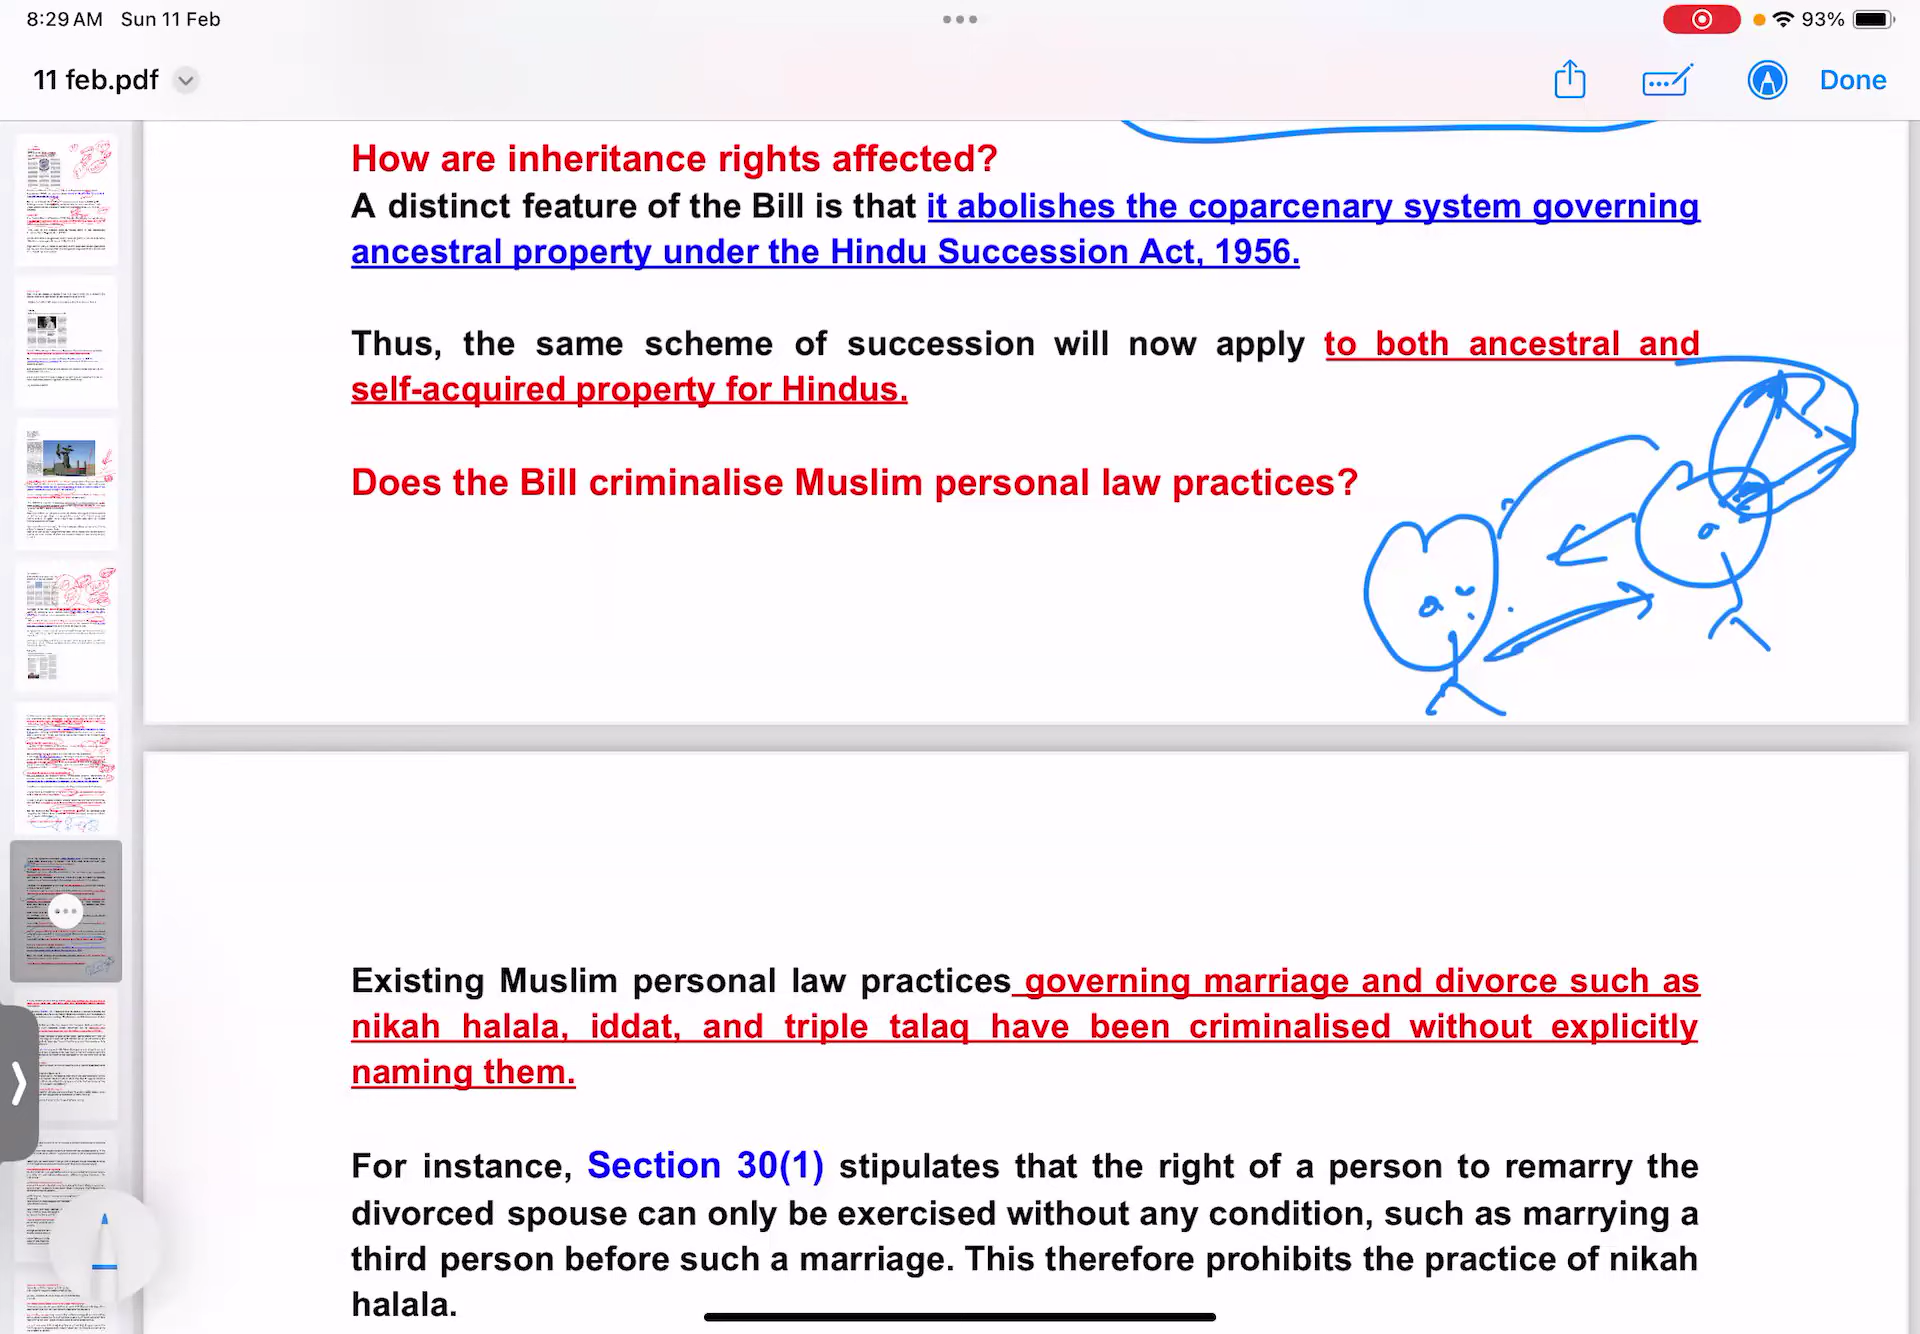 8:29 AM Sun 11 Feb
93%
11 feb.pdf
Done
How are inheritance rights affected?
A distinct feature of the Bill is that it abolishes the coparcenary system governing
ancestral property under the Hindu Succession Act, 1956.
Thus, the same scheme of succession will now apply to both ancestral and
self-acquired property for Hindus.
Does the Bill criminalise Muslim personal law practices?
Existing Muslim personal law practices governing marriage and divorce such as
nikah halala, iddat, and triple talaq have been criminalised without explicitly
naming them.
For instance, Section 30(1) stipulates that the right of a person to remarry the
divorced spouse can only be exercised without any condition, such as marrying a
third person before such a marriage. This therefore prohibits the practice of nikah
halala.